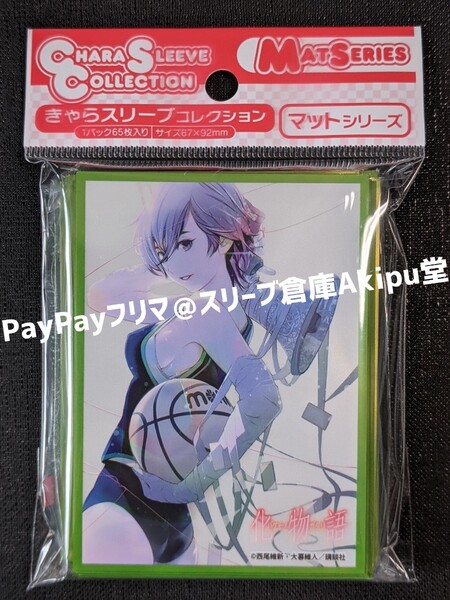 CHARA SLEEVE
COLLECTION
MAT SERIES
きゃらスリーブコレクション
マットシリーズ
1パック65枚入り サイズ67×92mm
PayPayフリマ@スリーブ倉庫Akipu堂
化物語
©西尾維新・大暮維人/講談社